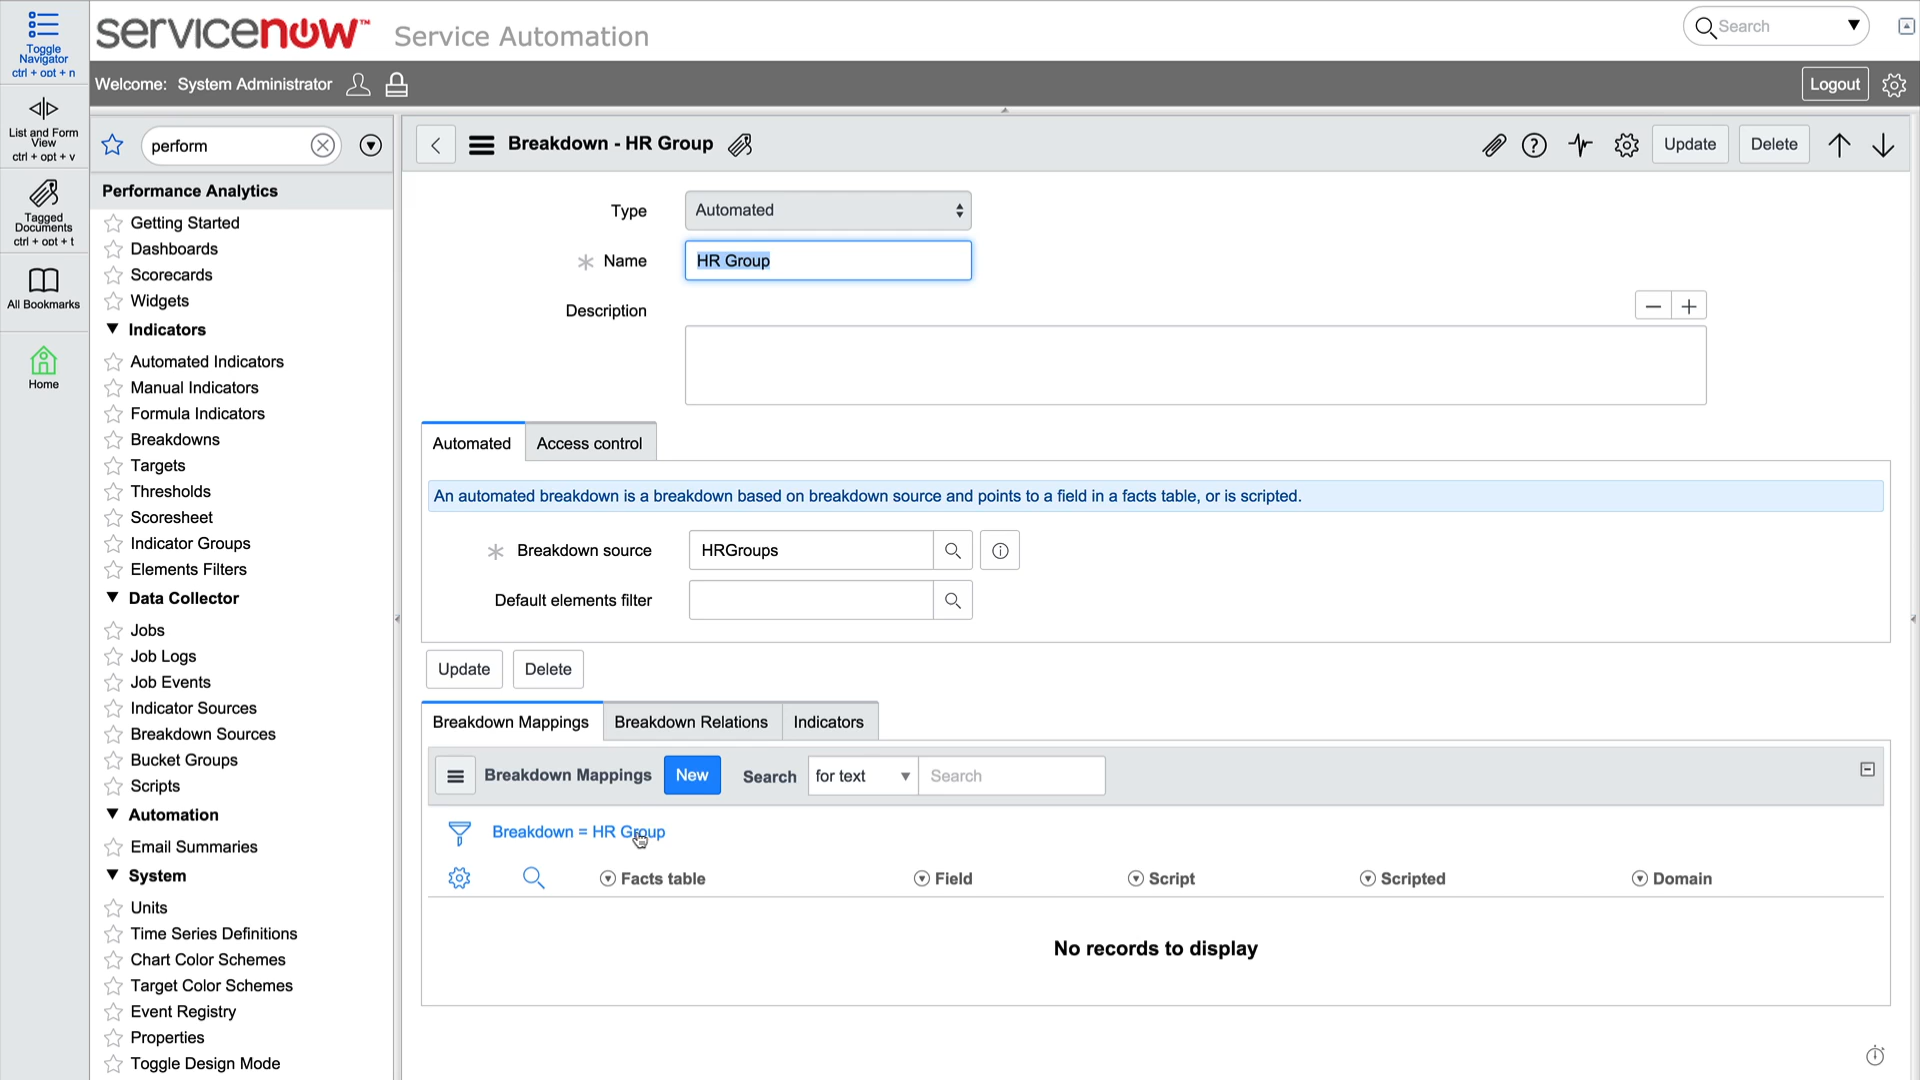 Toggle
Navigator
ctrl + opt + n
List and Form
View
ctrl + opt + v
Tagged
Documents
ctrl + opt + t
All Bookmarks
Home
servicenow™ Service Automation
Search
Welcome: System Administrator
Logout
perform
Performance Analytics
Getting Started
Dashboards
Scorecards
Widgets
Indicators
Automated Indicators
Manual Indicators
Formula Indicators
Breakdowns
Targets
Thresholds
Scoresheet
Indicator Groups
Elements Filters
Data Collector
Jobs
Job Logs
Job Events
Indicator Sources
Breakdown Sources
Bucket Groups
Scripts
Automation
Email Summaries
System
Units
Time Series Definitions
Chart Color Schemes
Target Color Schemes
Event Registry
Properties
Toggle Design Mode
Breakdown - HR Group
Update Delete
Type Automated
Name HR Group
Description
Automated Access control
An automated breakdown is a breakdown based on breakdown source and points to a field in a facts table, or is scripted.
Breakdown source HRGroups
Default elements filter
Update Delete
Breakdown Mappings Breakdown Relations Indicators
Breakdown Mappings New Search for text Search
Breakdown = HR Group
Facts table Field Script Scripted Domain
No records to display